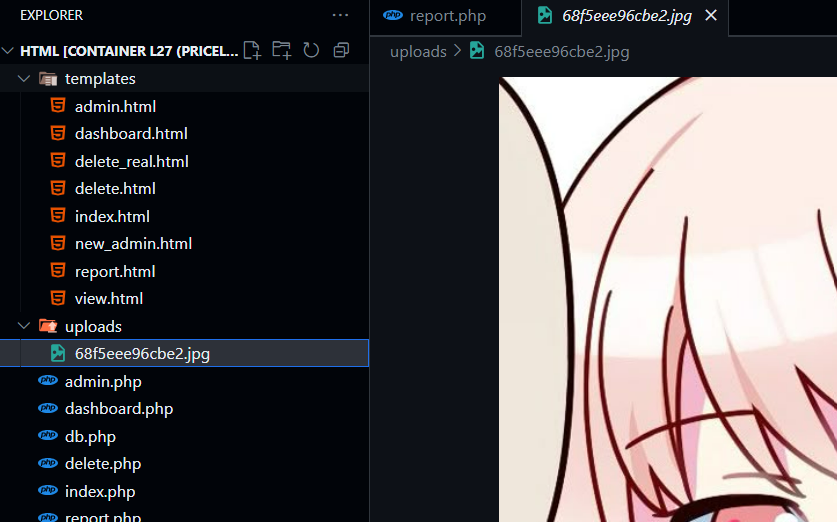 EXPLORER
HTML [CONTAINER L27 (PRICEL...
templates
admin.html
dashboard.html
delete_real.html
delete.html
index.html
new_admin.html
report.html
view.html
uploads
68f5eee96cbe2.jpg
admin.php
dashboard.php
db.php
delete.php
index.php
report.php
report.php
68f5eee96cbe2.jpg
uploads
68f5eee96cbe2.jpg